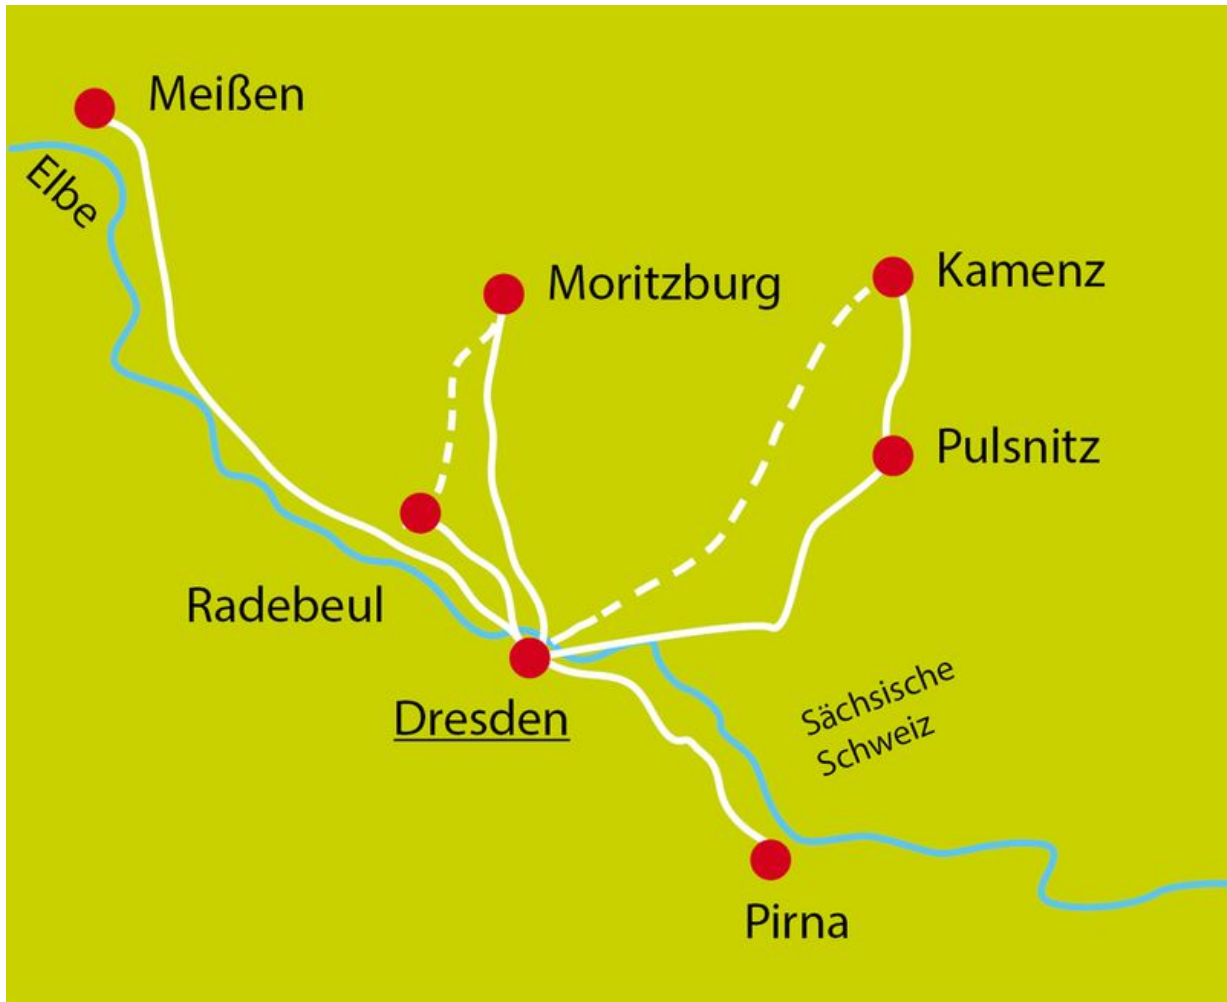 Meißen
Elbe
Moritzburg
Kamenz
Pulsnitz
Radebeul
Dresden
Sächsische
Schweiz
Pirna